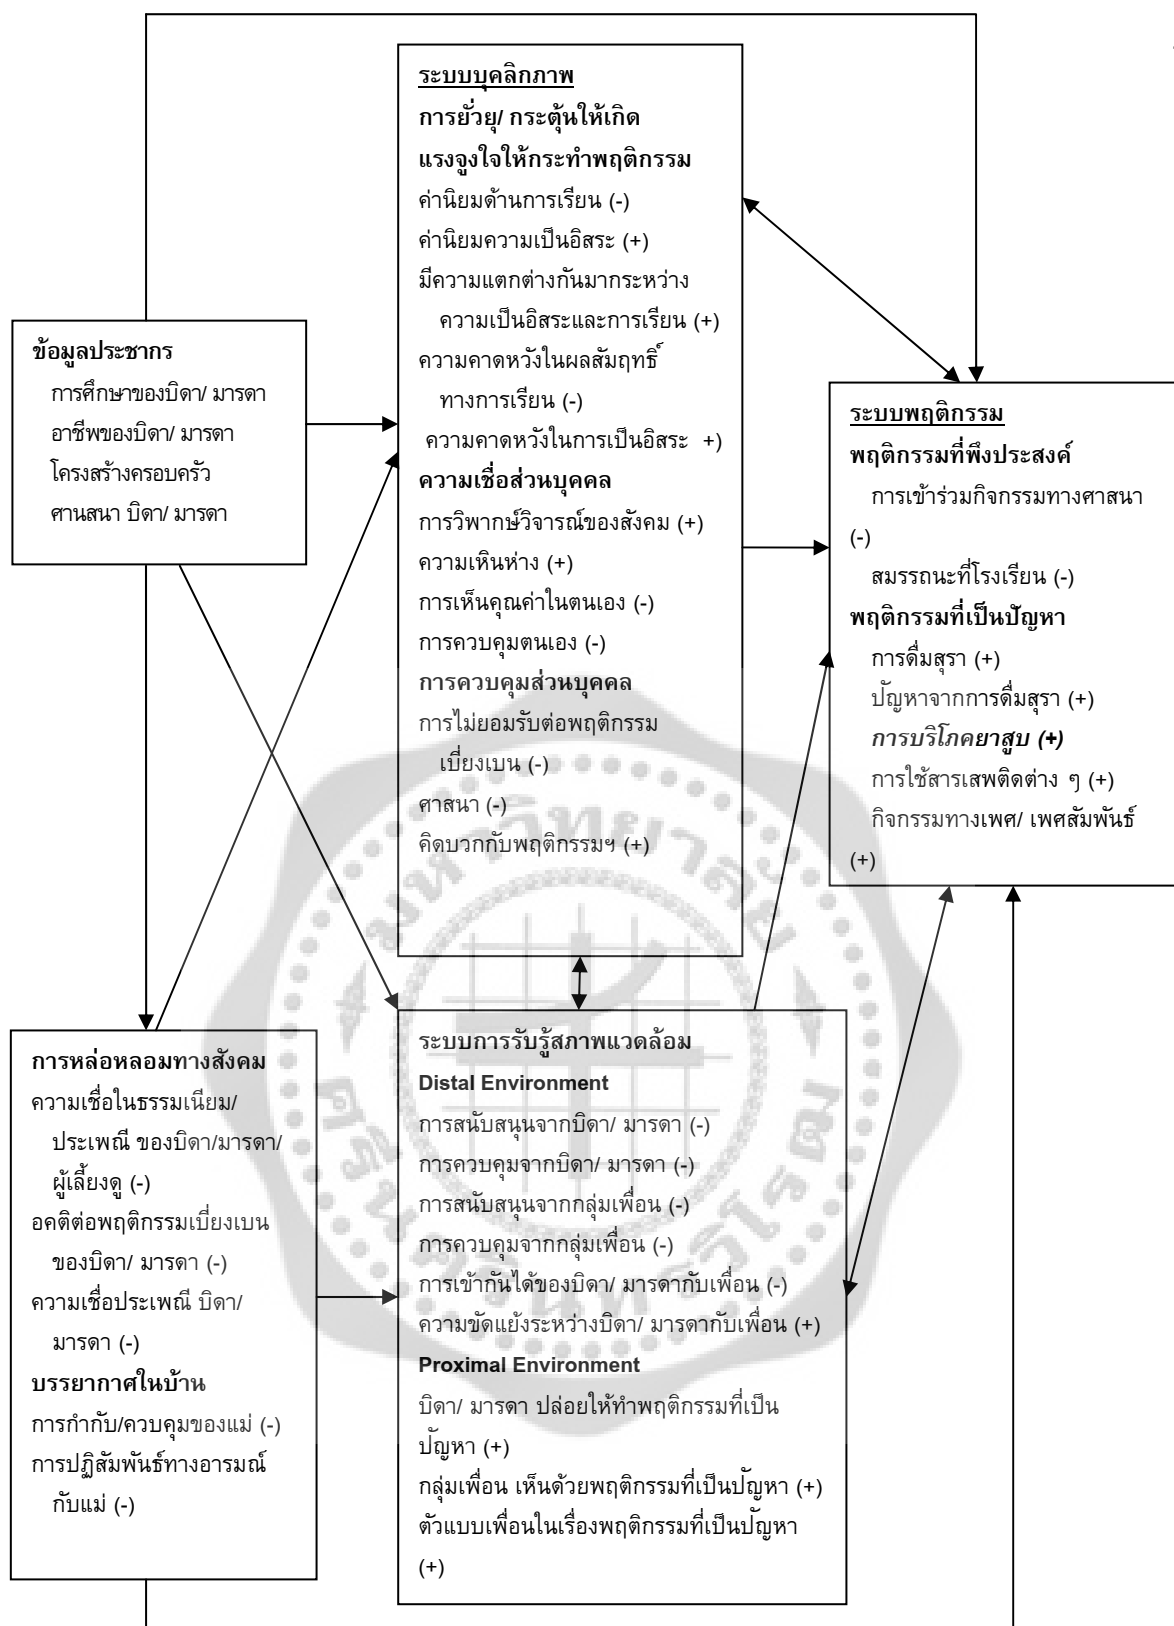 ระบบบุคลิกภาพ
การยั่วยุ/ กระตุ้นให้เกิด
แรงจูงใจให้กระทำพฤติกรรม
ค่านิยมด้านการเรียน (-)
ค่านิยมความเป็นอิสระ (+)
มีความแตกต่างกันมากระหว่าง
ความเป็นอิสระและการเรียน (+)
ความคาดหวังในผลสัมฤทธิ์
ทางการเรียน (-)
ความคาดหวังในการเป็นอิสระ +)
ความเชื่อส่วนบุคคล
การวิพากษ์วิจารณ์ของสังคม (+)
ความเหินห่าง (+)
การเห็นคุณค่าในตนเอง (-)
การควบคุมตนเอง (-)
การควบคุมส่วนบุคคล
การไม่ยอมรับต่อพฤติกรรม
เบี่ยงเบน (-)
ศาสนา (-)
คิดบวกกับพฤติกรรมฯ (+)
ข้อมูลประชากร
การศึกษาของบิดา/ มารดา
อาชีพของบิดา/ มารดา
โครงสร้างครอบครัว
ศานสนา บิดา/ มารดา
ระบบพฤติกรรม
พฤติกรรมที่พึงประสงค์
การเข้าร่วมกิจกรรมทางศาสนา
(-)
สมรรถนะที่โรงเรียน (-)
พฤติกรรมที่เป็นปัญหา
การดื่มสุรา (+)
ปัญหาจากการดื่มสุรา (+)
การบริโภคยาสูบ (+)
การใช้สารเสพติดต่าง ๆ (+)
กิจกรรมทางเพศ/ เพศสัมพันธ์
(+)
การหล่อหลอมทางสังคม
ความเชื่อในธรรมเนียม/
ประเพณี ของบิดา/มารดา/
ผู้เลี้ยงดู (-)
อคติต่อพฤติกรรมเบี่ยงเบน
ของบิดา/ มารดา (-)
ความเชื่อประเพณี บิดา/
มารดา (-)
บรรยากาศในบ้าน
การกำกับ/ควบคุมของแม่ (-)
การปฏิสัมพันธ์ทางอารมณ์
กับแม่ (-)
ระบบการรับรู้สภาพแวดล้อม
Distal Environment
การสนับสนุนจากบิดา/ มารดา (-)
การควบคุมจากบิดา/ มารดา (-)
การสนับสนุนจากกลุ่มเพื่อน (-)
การควบคุมจากกลุ่มเพื่อน (-)
การเข้ากันได้ของบิดา/ มารดากับเพื่อน (-)
ความขัดแย้งระหว่างบิดา/ มารดากับเพื่อน (+)
Proximal Environment
บิดา/ มารดา ปล่อยให้ทำพฤติกรรมที่เป็น
ปัญหา (+)
กลุ่มเพื่อน เห็นด้วยพฤติกรรมที่เป็นปัญหา (+)
ตัวแบบเพื่อนในเรื่องพฤติกรรมที่เป็นปัญหา
(+)
มหาวิทยาลัย
ศรีนครินทรวิโรฒ